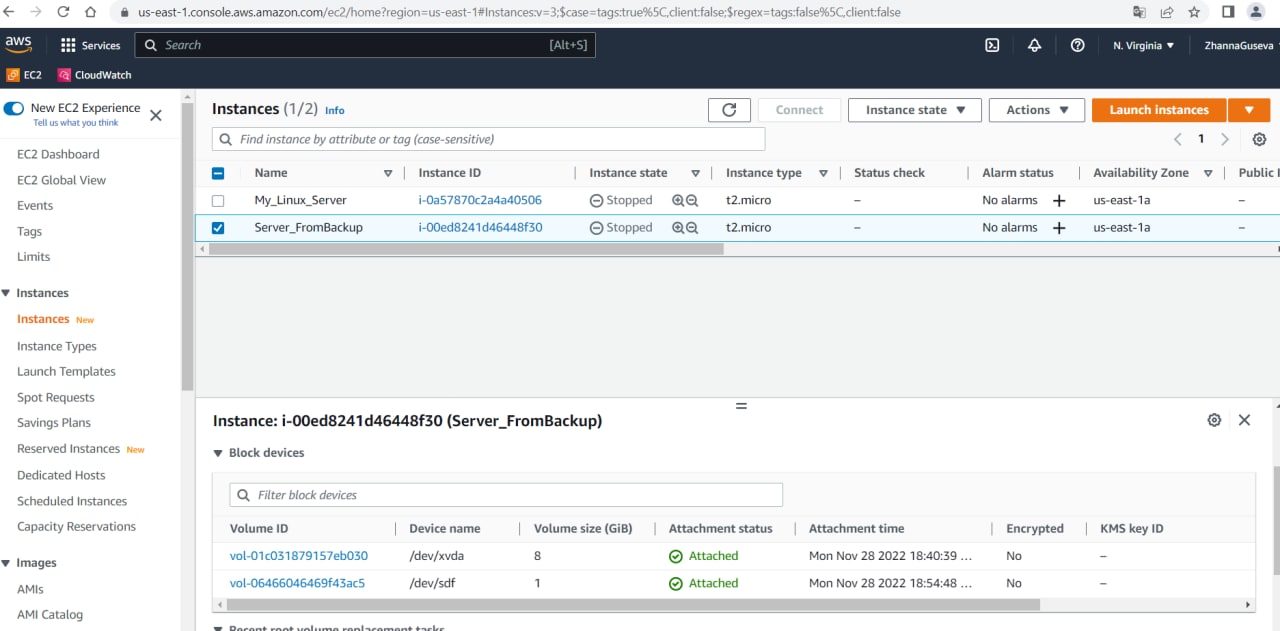 us-east-1.console.aws.amazon.com/ec2/home?region=us-east-1#Instances:v=3;$case=tags:true%5C,client:false;$regex=tags:false%5C,client:false
aws Services Search [Alt+S] N. Virginia ZhannaGuseva
EC2 CloudWatch
New EC2 Experience
Tell us what you think
EC2 Dashboard
EC2 Global View
Events
Tags
Limits
Instances
Instances New
Instance Types
Launch Templates
Spot Requests
Savings Plans
Reserved Instances New
Dedicated Hosts
Scheduled Instances
Capacity Reservations
Images
AMIs
AMI Catalog
Instances (1/2) Info
Connect Instance state Actions Launch instances
Find instance by attribute or tag (case-sensitive)
1
Name Instance ID Instance state Instance type Status check Alarm status Availability Zone Public I
My_Linux_Server i-0a57870c2a4a40506 Stopped t2.micro – No alarms + us-east-1a –
Server_FromBackup i-00ed8241d46448f30 Stopped t2.micro – No alarms + us-east-1a –
Instance: i-00ed8241d46448f30 (Server_FromBackup)
Block devices
Filter block devices
Volume ID Device name Volume size (GiB) Attachment status Attachment time Encrypted KMS key ID
vol-01c031879157eb030 /dev/xvda 8 Attached Mon Nov 28 2022 18:40:39 ... No –
vol-06466046469f43ac5 /dev/sdf 1 Attached Mon Nov 28 2022 18:54:48 ... No –
Recent root volume replacement tasks